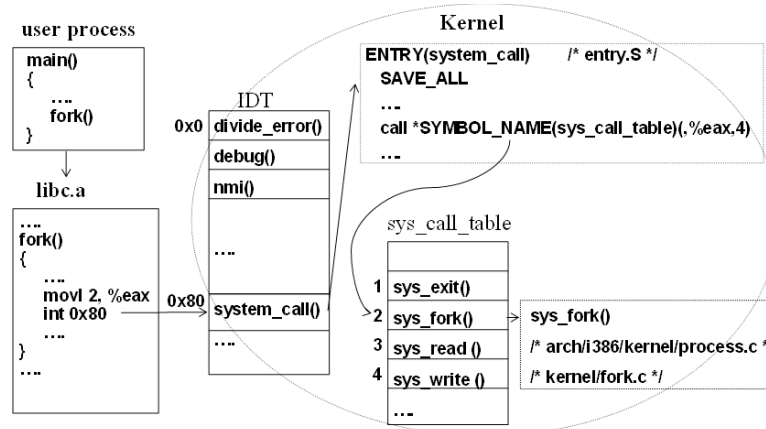 Kernel
user process
main()
{
....
fork()
}
libc.a
....
fork()
{
....
movl 2, %eax
int 0x80
....
}
....
IDT
0x0 divide_error()
debug()
nmi()
....
0x80 system_call()
....
ENTRY(system_call) /* entry.S */
SAVE_ALL
....
call *SYMBOL_NAME(sys_call_table)(,%eax,4)
....
sys_call_table
1 sys_exit()
2 sys_fork()
3 sys_read ()
4 sys_write ()
....
sys_fork()
/* arch/i386/kernel/process.c *
/* kernel/fork.c */